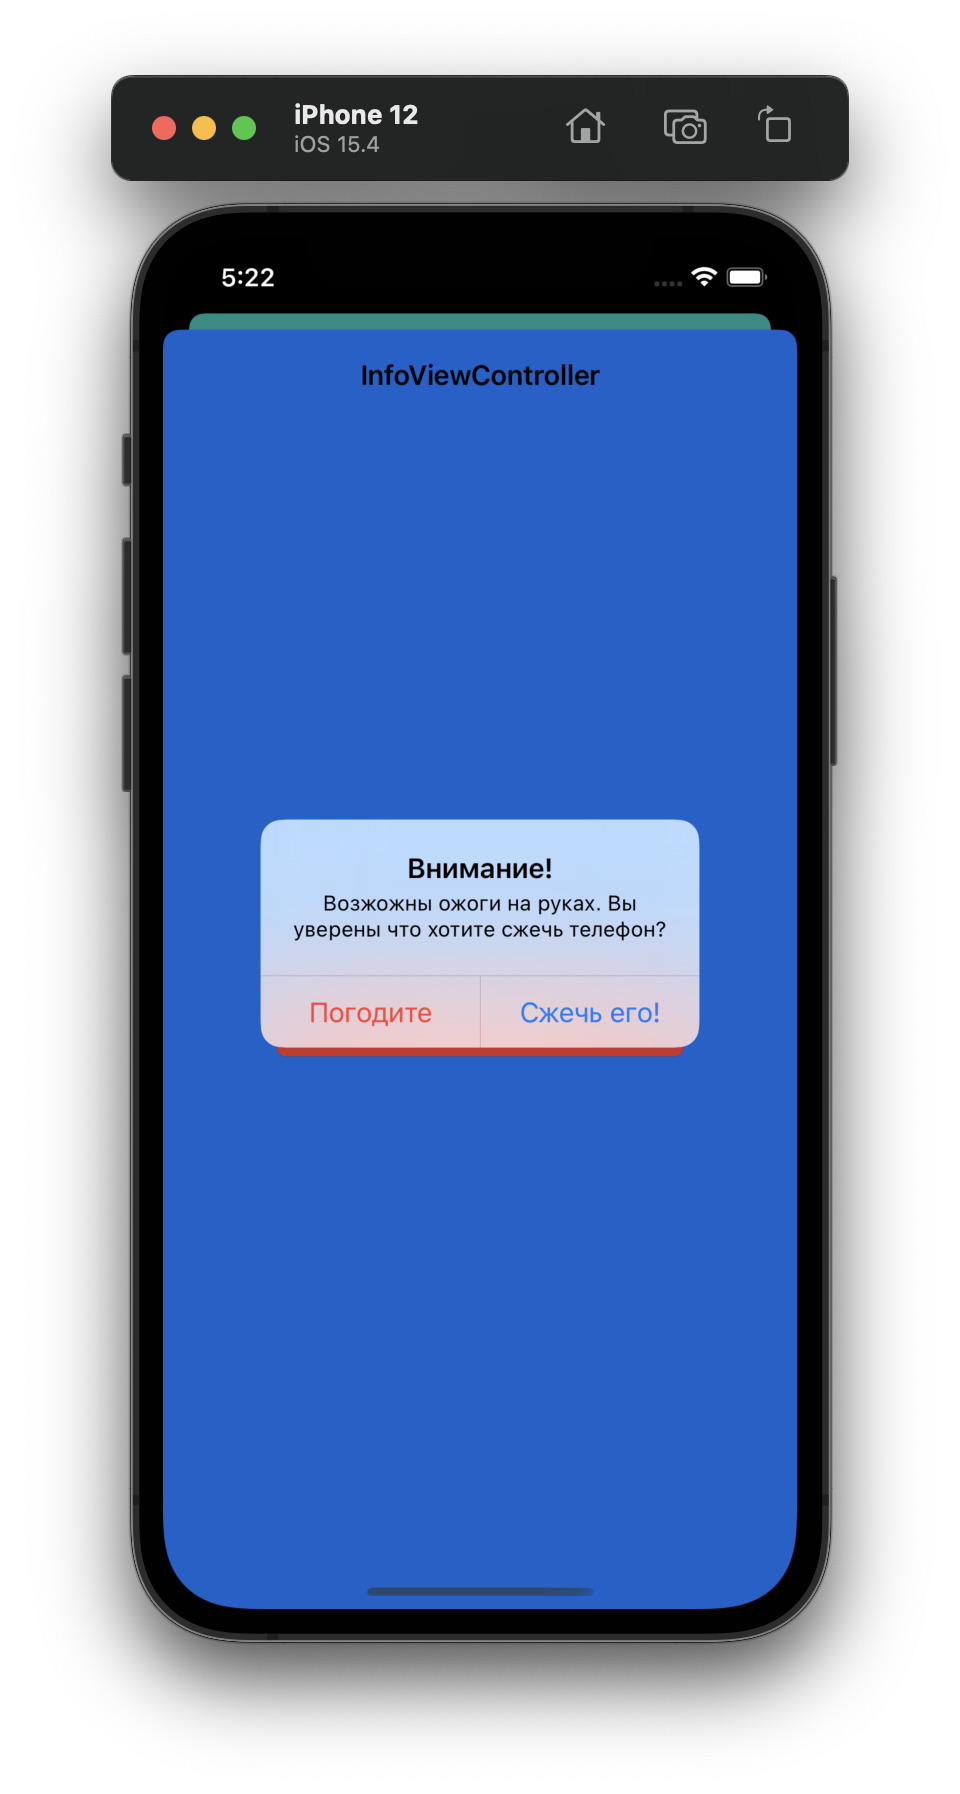 iPhone 12
iOS 15.4
5:22
InfoViewController
Внимание!
Возжожны ожоги на руках. Вы
уверены что хотите сжечь телефон?
Погодите
Сжечь его!